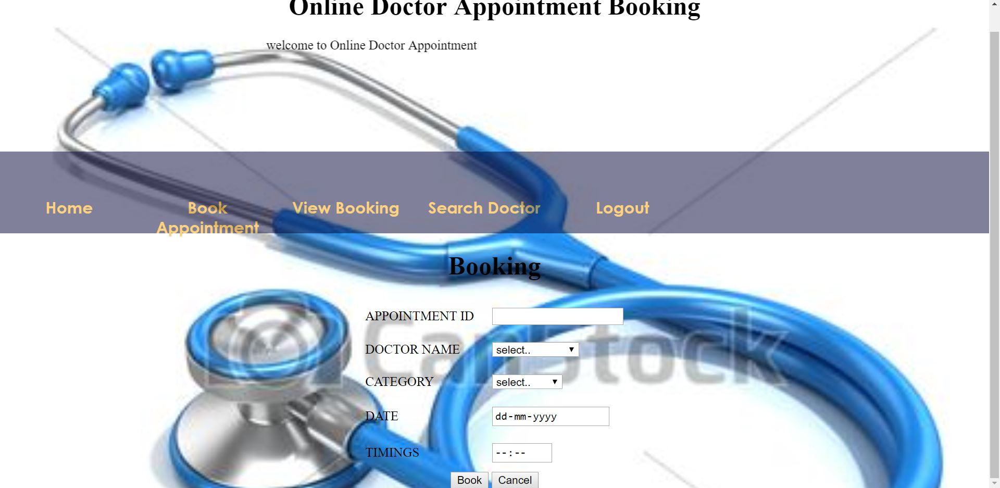 Online Doctor Appointment Booking
welcome to Online Doctor Appointment
Home Book Appointment View Booking Search Doctor Logout
Booking
APPOINTMENT ID
DOCTOR NAME select..
CATEGORY select..
DATE dd-mm-yyyy
TIMINGS --:--
Book Cancel
CanStock